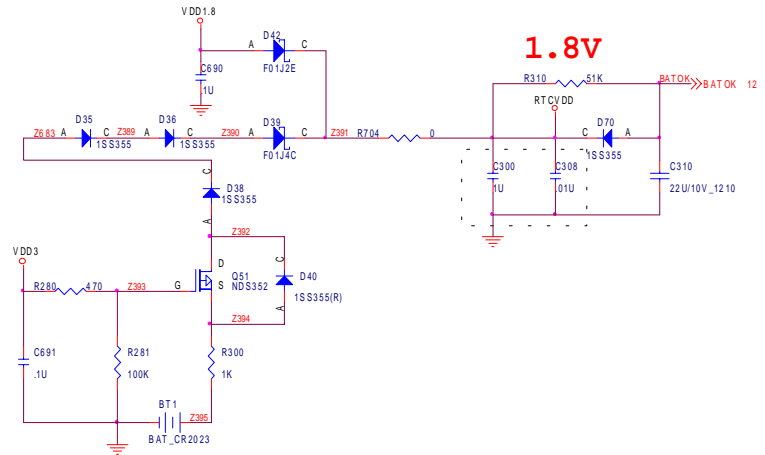 VDD1.8
D42
A C
F01J2E
C690
.1U
1.8V
R310 51K
BATOK
BATOK 12
RTCVDD
D35 D36 D39
Z683 A C Z389 A C Z390 A C Z391 R704 0
1SS355 1SS355 F01J4C
D70
C A
1SS355
C300
1U
C308
.01U
C310
22U/10V_1210
C
D38
1SS355
A
Z392
VDD3
D
Q51
G S
NDS352
C
D40
1SS355(R)
A
R280 470 Z393
Z394
C691
.1U
R281
100K
R300
1K
BT1
Z395
BAT_CR2023